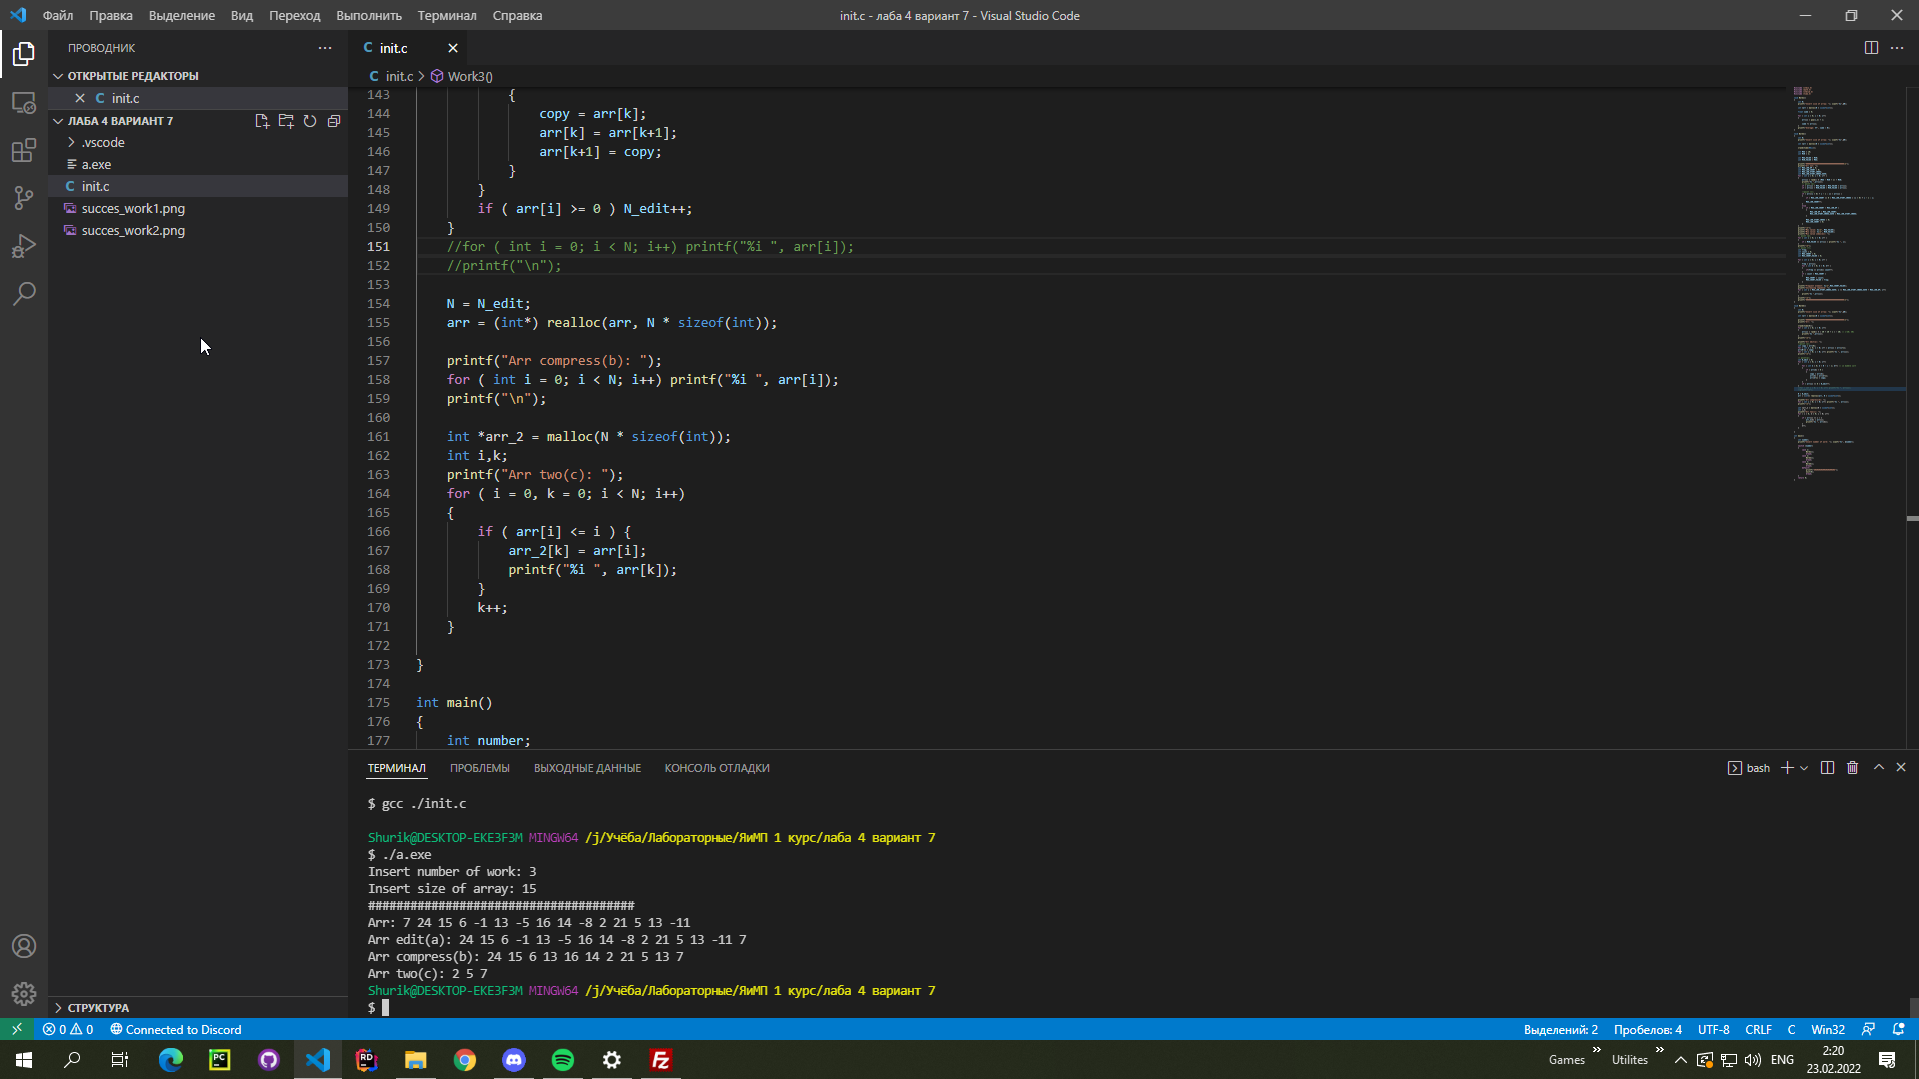 Файл Правка Выделение Вид Переход Выполнить Терминал Справка
init.c - лаба 4 вариант 7 - Visual Studio Code
ПРОВОДНИК
ОТКРЫТЫЕ РЕДАКТОРЫ
C init.c
ЛАБА 4 ВАРИАНТ 7
.vscode
a.exe
C init.c
succes_work1.png
succes_work2.png
СТРУКТУРА
C init.c
C init.c > Work3()
143 {
144 copy = arr[k];
145 arr[k] = arr[k+1];
146 arr[k+1] = copy;
147 }
148 }
149 if ( arr[i] >= 0 ) N_edit++;
150 }
151 //for ( int i = 0; i < N; i++) printf("%i ", arr[i]);
152 //printf("\n");
153
154 N = N_edit;
155 arr = (int*) realloc(arr, N * sizeof(int));
156
157 printf("Arr compress(b): ");
158 for ( int i = 0; i < N; i++) printf("%i ", arr[i]);
159 printf("\n");
160
161 int *arr_2 = malloc(N * sizeof(int));
162 int i,k;
163 printf("Arr two(c): ");
164 for ( i = 0, k = 0; i < N; i++)
165 {
166 if ( arr[i] <= i ) {
167 arr_2[k] = arr[i];
168 printf("%i ", arr[k]);
169 }
170 k++;
171 }
172
173 }
174
175 int main()
176 {
177 int number;
ТЕРМИНАЛ ПРОБЛЕМЫ ВЫХОДНЫЕ ДАННЫЕ КОНСОЛЬ ОТЛАДКИ
bash
$ gcc ./init.c
Shurik@DESKTOP-EKE3F3M MINGW64 /j/Учёба/Лабораторные/ЯиМП 1 курс/лаба 4 вариант 7
$ ./a.exe
Insert number of work: 3
Insert size of array: 15
######################################
Arr: 7 24 15 6 -1 13 -5 16 14 -8 2 21 5 13 -11
Arr edit(a): 24 15 6 -1 13 -5 16 14 -8 2 21 5 13 -11 7
Arr compress(b): 24 15 6 13 16 14 2 21 5 13 7
Arr two(c): 2 5 7
Shurik@DESKTOP-EKE3F3M MINGW64 /j/Учёба/Лабораторные/ЯиМП 1 курс/лаба 4 вариант 7
$
0 0 Connected to Discord
Выделений: 2 Пробелов: 4 UTF-8 CRLF C Win32
PC RD Fz
Games Utilites ENG
2:20
23.02.2022